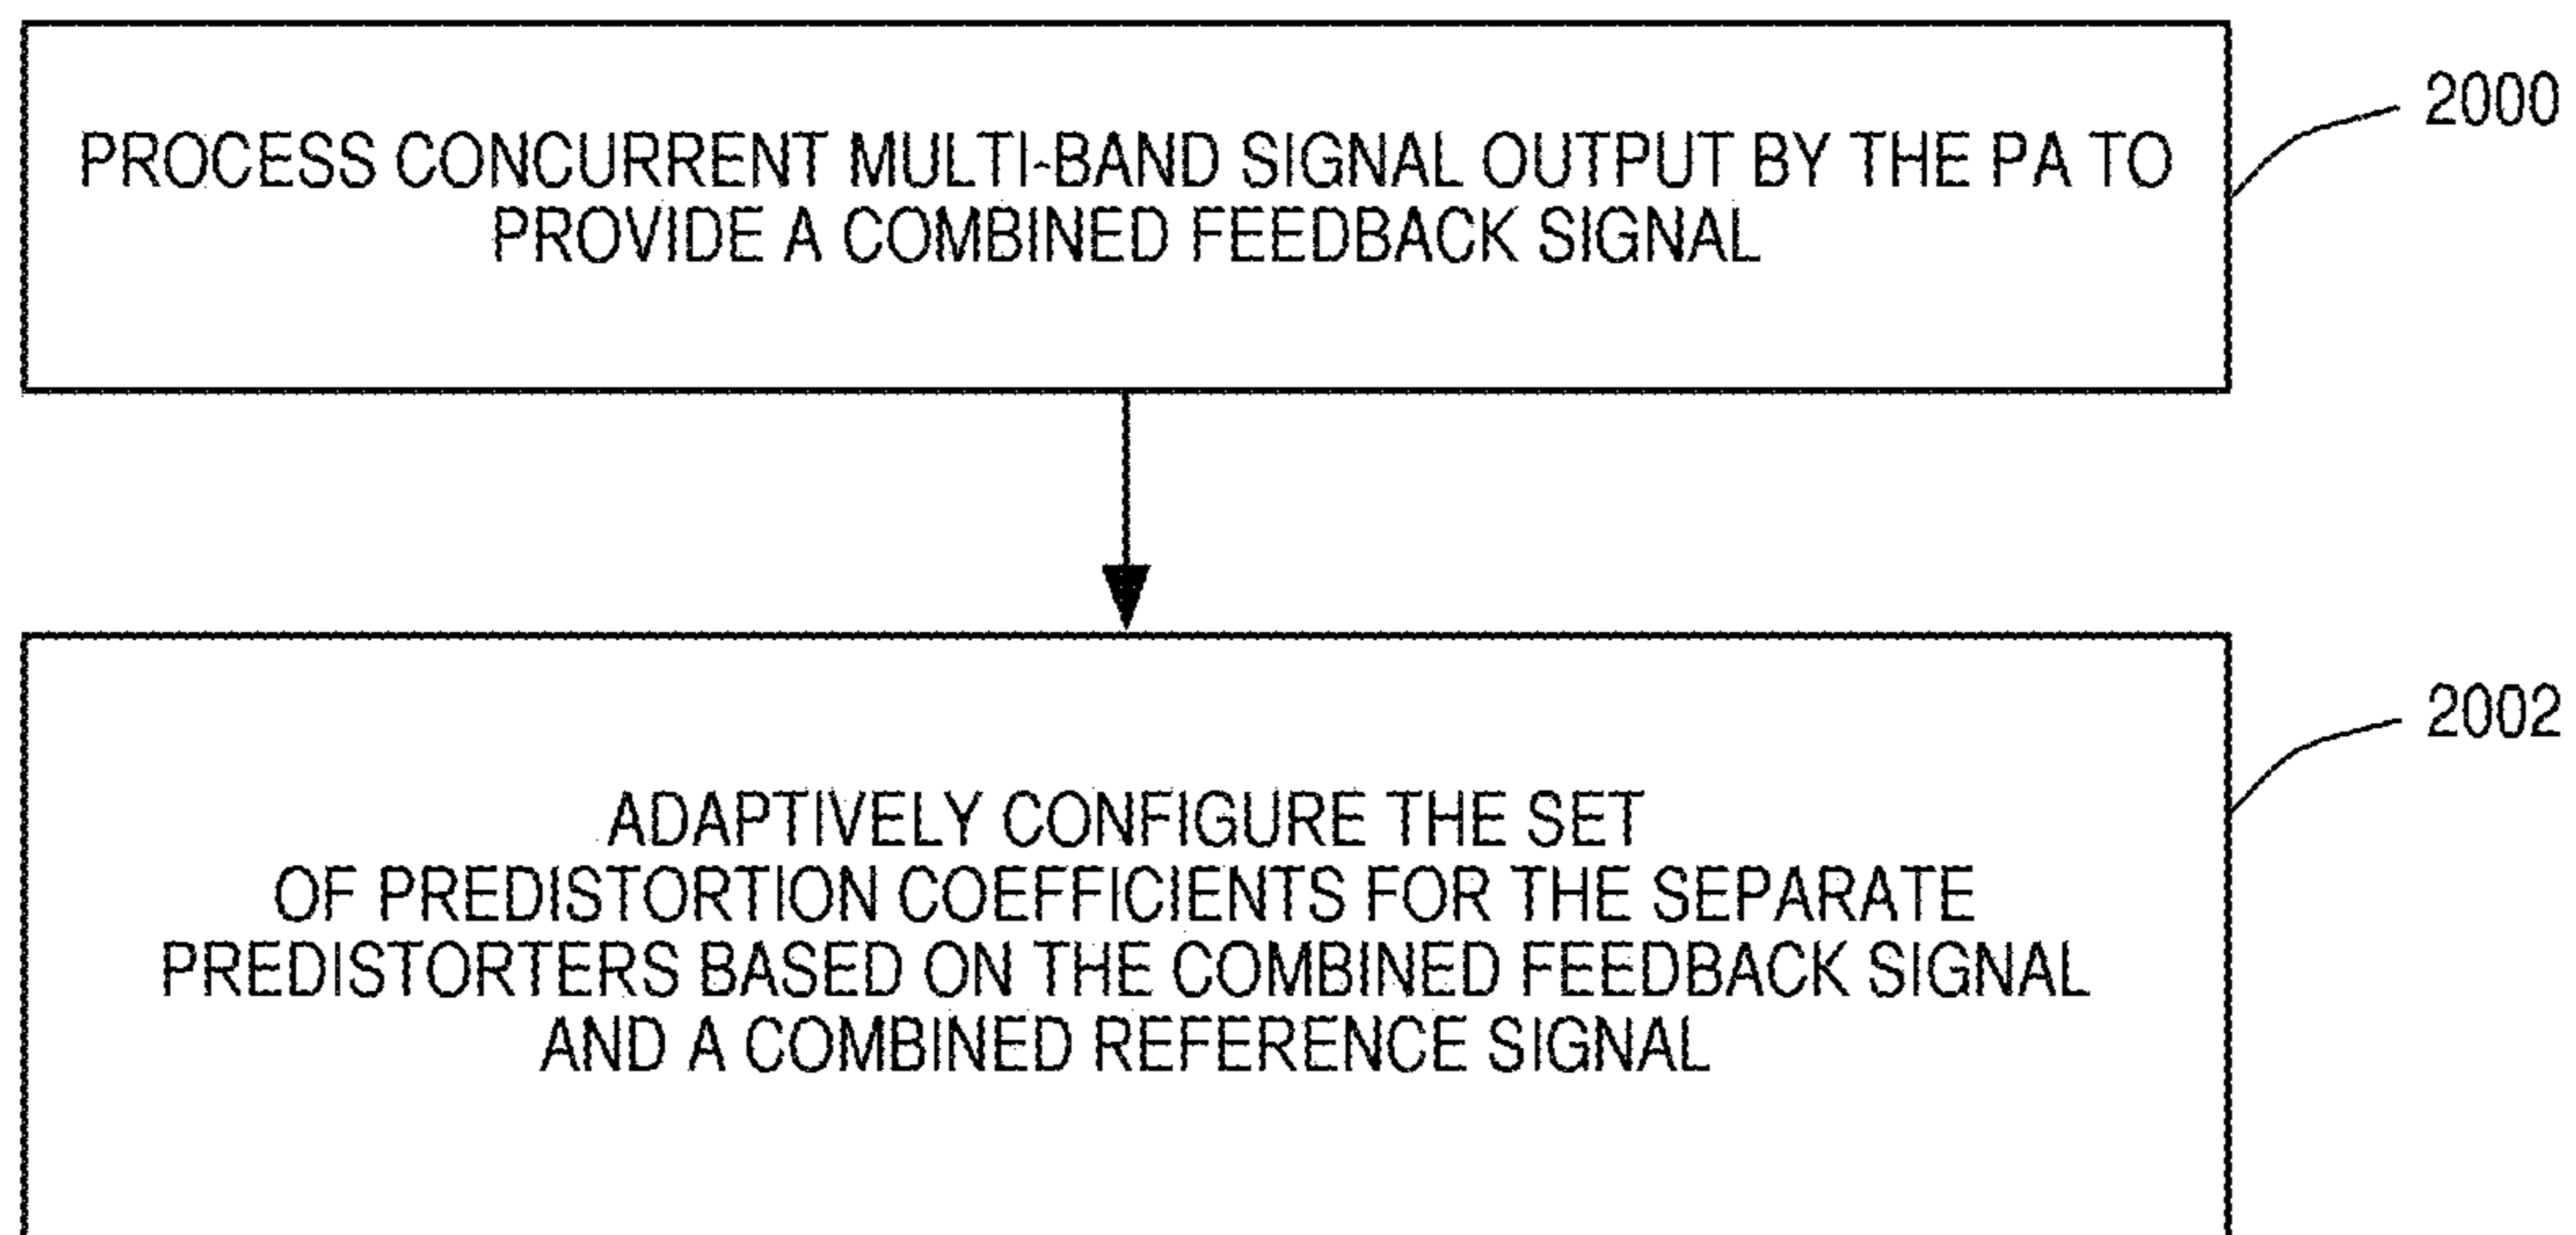 2000
PROCESS CONCURRENT MULTI-BAND SIGNAL OUTPUT BY THE PA TO
PROVIDE A COMBINED FEEDBACK SIGNAL
2002
ADAPTIVELY CONFIGURE THE SET
OF PREDISTORTION COEFFICIENTS FOR THE SEPARATE
PREDISTORTERS BASED ON THE COMBINED FEEDBACK SIGNAL
AND A COMBINED REFERENCE SIGNAL